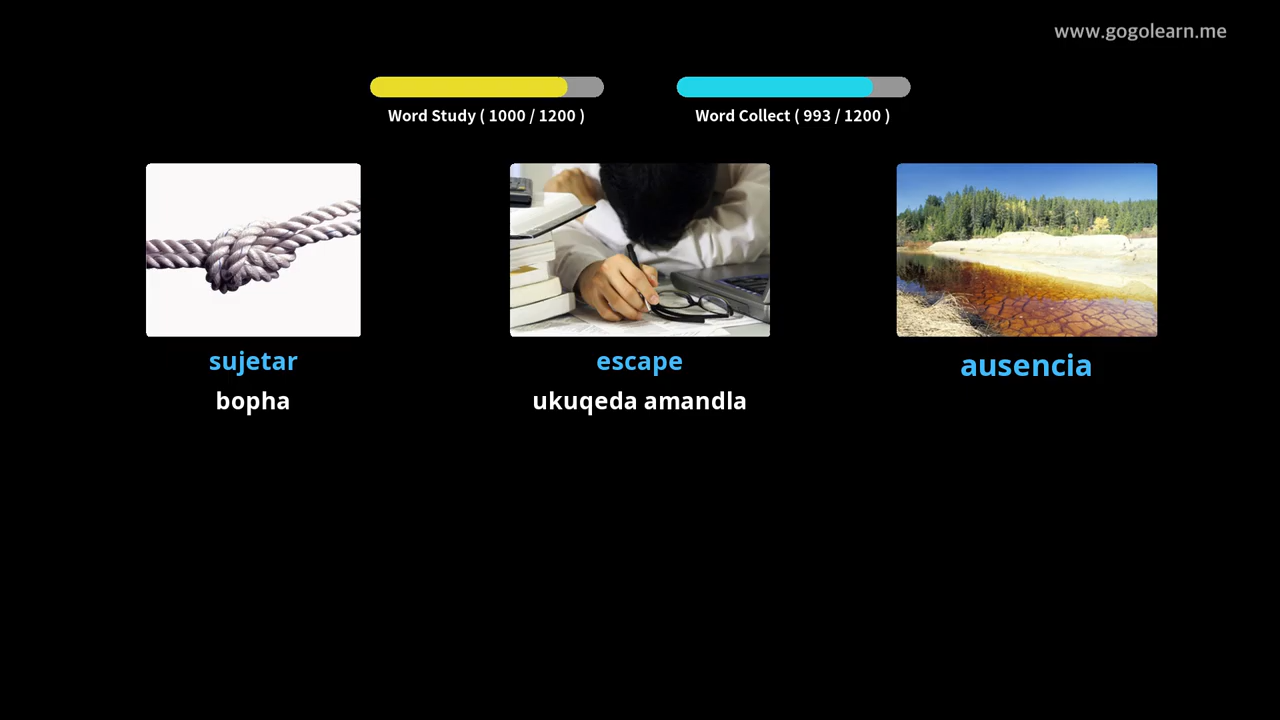 www.gogolearn.me
Word Study ( 1000 / 1200 )
Word Collect ( 993 / 1200 )
sujetar
bopha
escape
ukuqeda amandla
ausencia